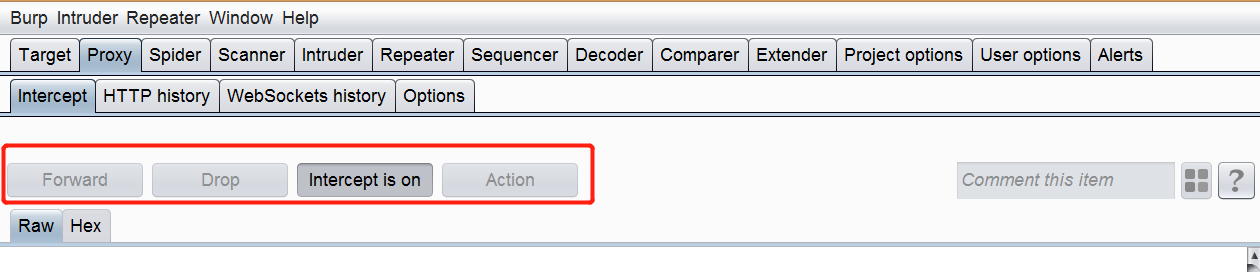 Burp Intruder Repeater Window Help
Target Proxy Spider Scanner Intruder Repeater Sequencer Decoder Comparer Extender Project options User options Alerts
Intercept HTTP history WebSockets history Options
Forward Drop Intercept is on Action Comment this item ?
Raw Hex